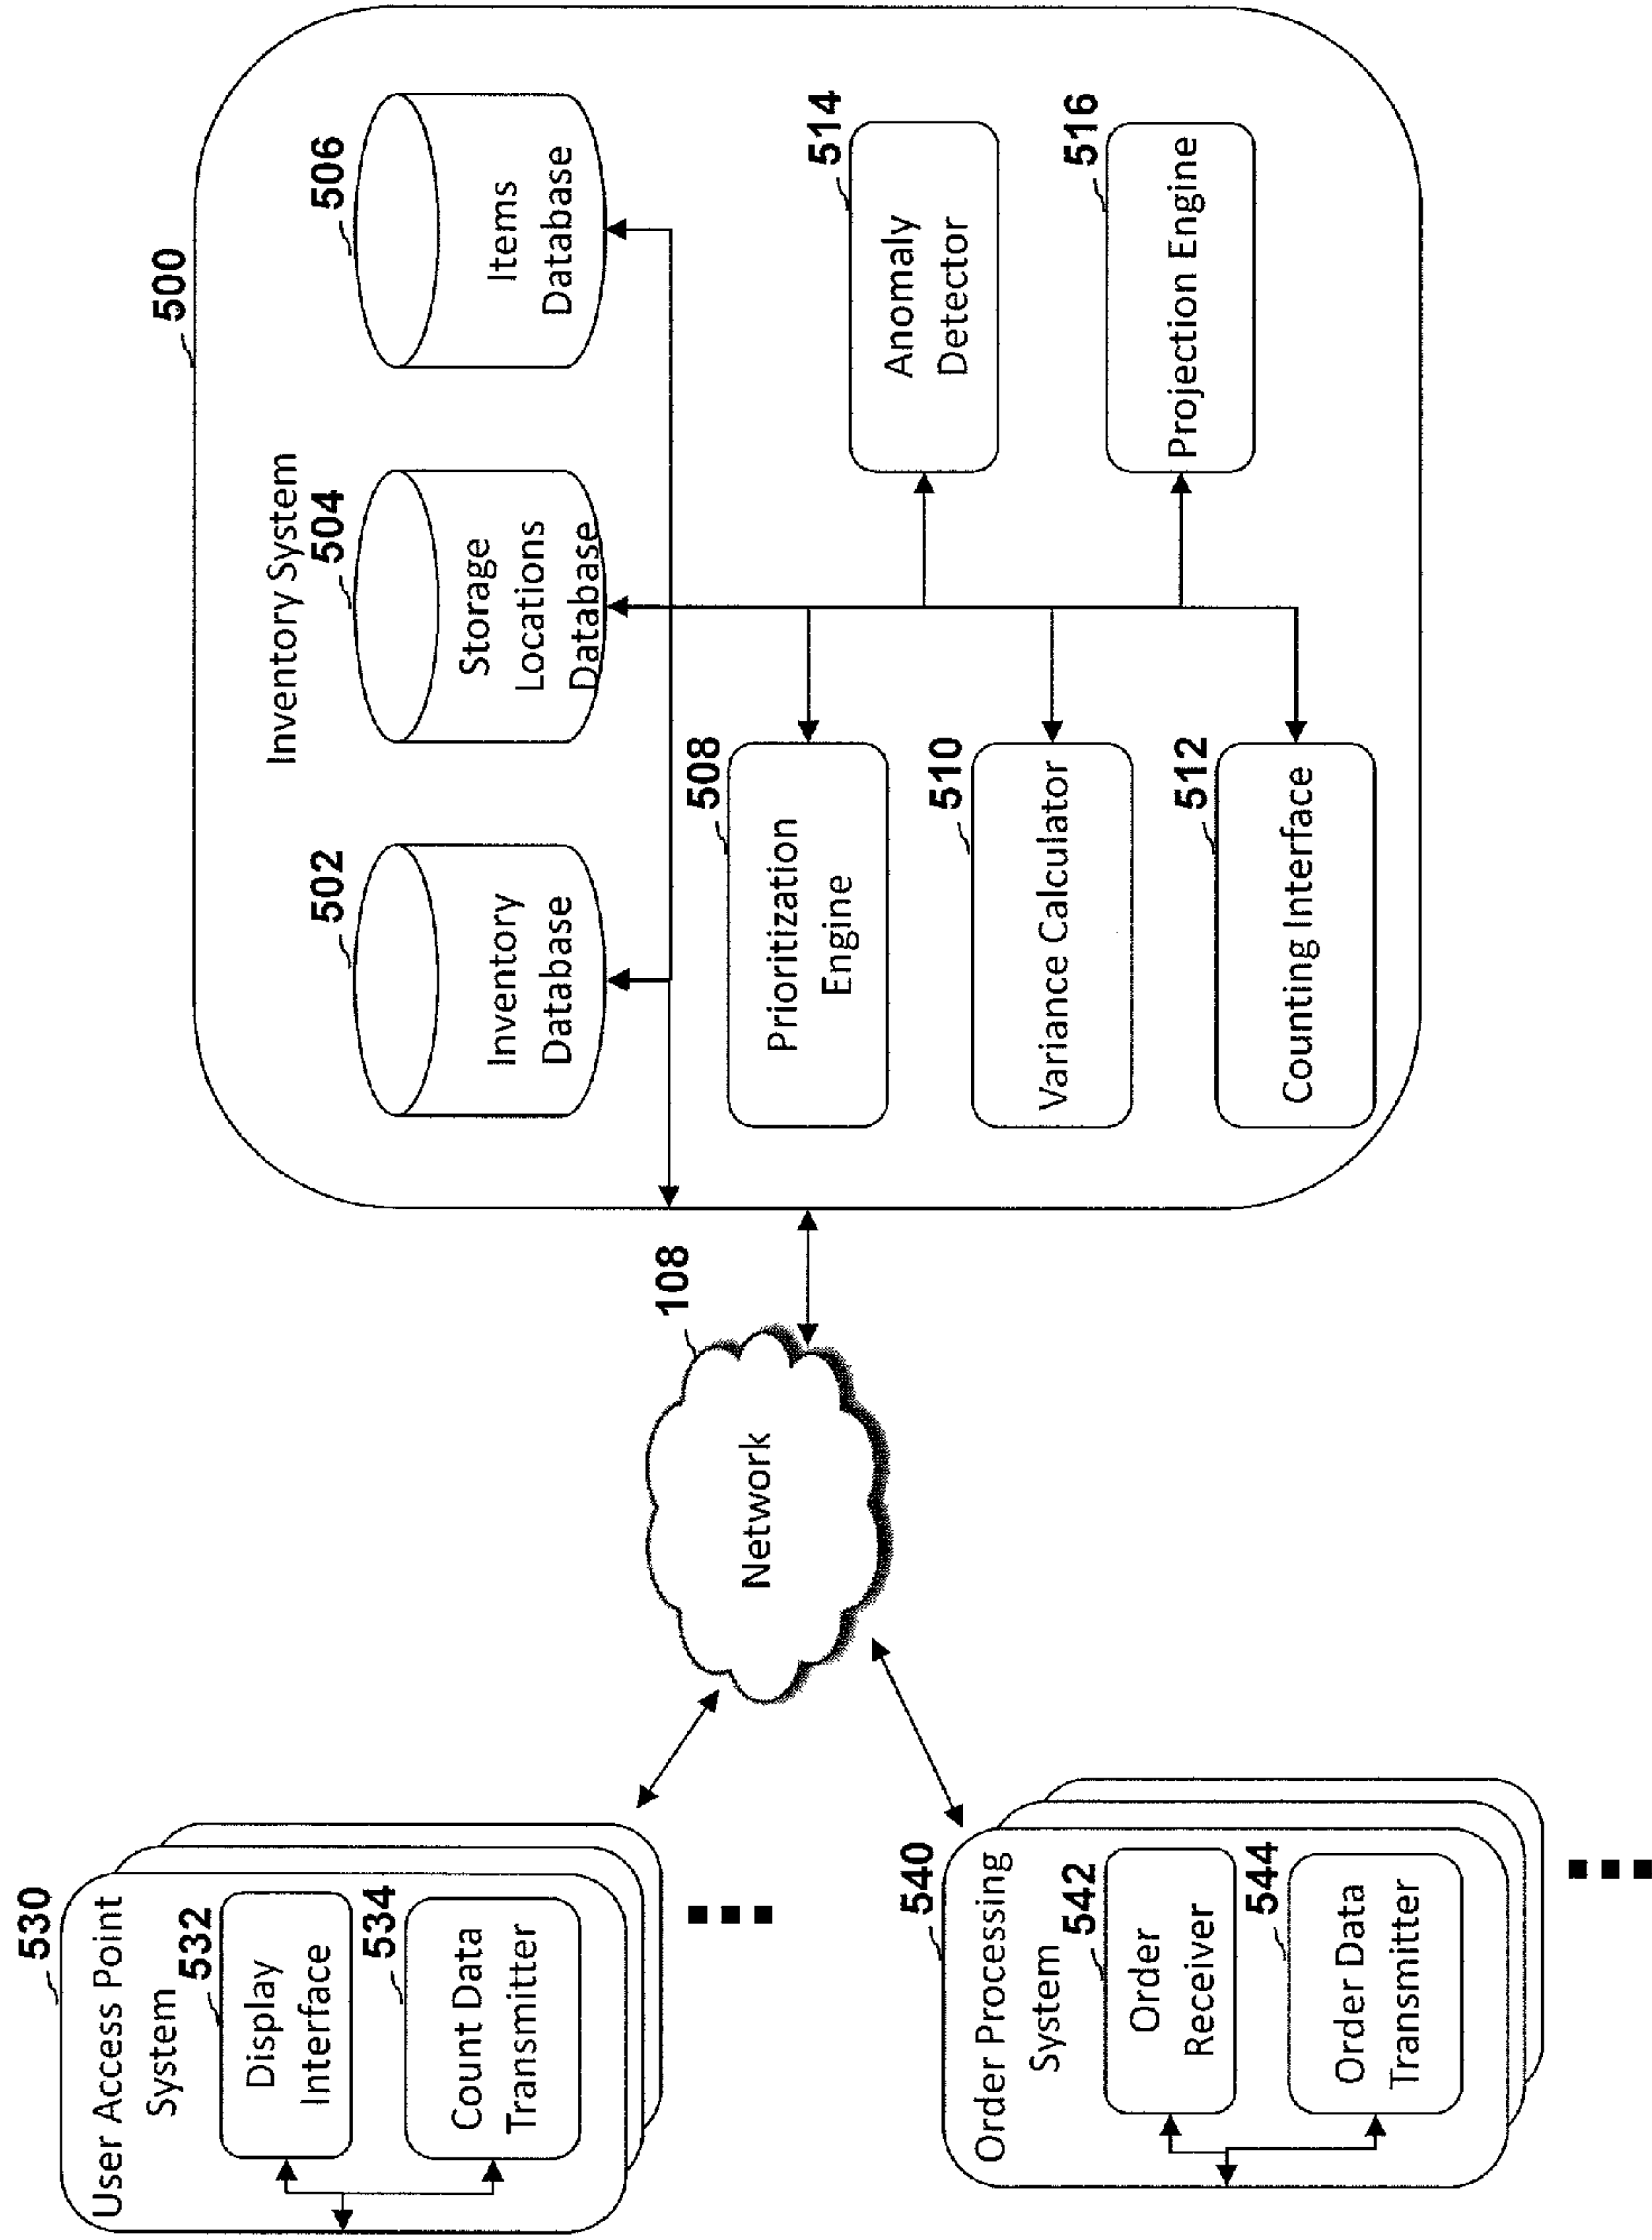 530
User Access Point
System
532
Display
Interface
534
Count Data
Transmitter
540
Order Processing
System
542
Order
Receiver
544
Order Data
Transmitter
108
Network
500
Inventory System
502
Inventory
Database
504
Storage
Locations
Database
506
Items
Database
508
Prioritization
Engine
510
Variance Calculator
512
Counting Interface
514
Anomaly
Detector
516
Projection Engine